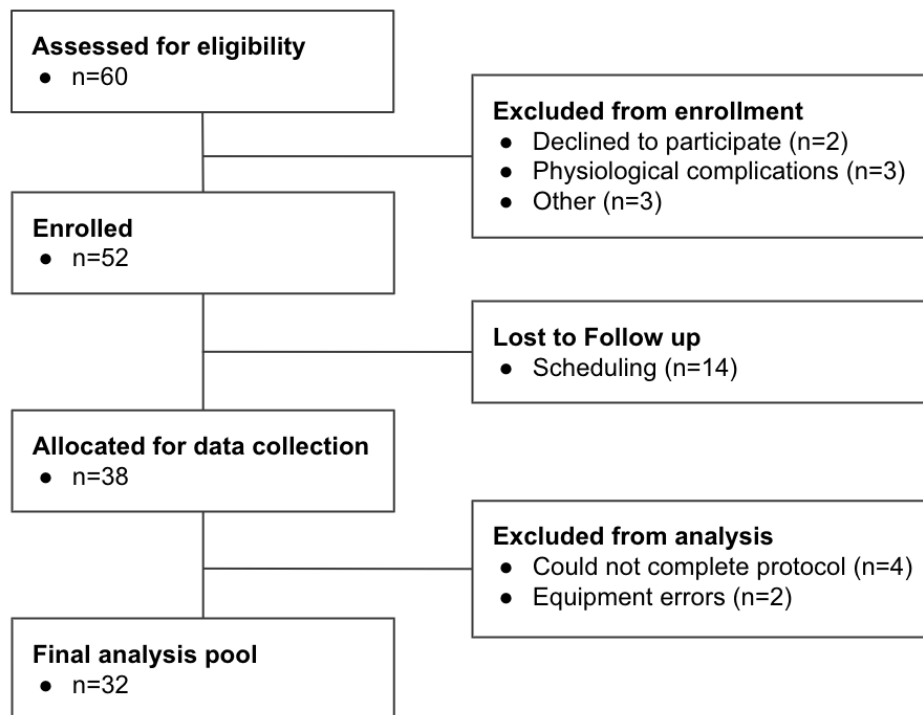 Assessed for eligibility
● n=60
Excluded from enrollment
● Declined to participate (n=2)
● Physiological complications (n=3)
● Other (n=3)
Enrolled
● n=52
Lost to Follow up
● Scheduling (n=14)
Allocated for data collection
● n=38
Excluded from analysis
● Could not complete protocol (n=4)
● Equipment errors (n=2)
Final analysis pool
● n=32